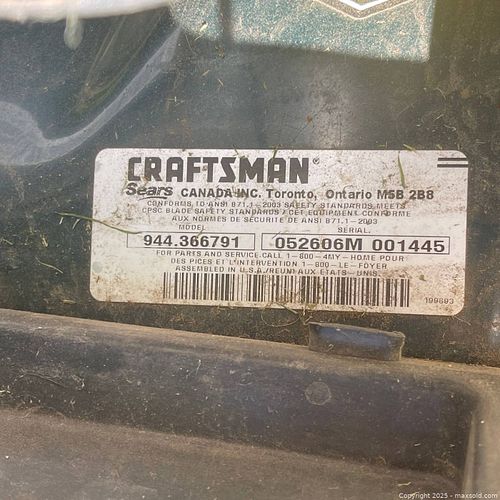 CRAFTSMAN®
Sears CANADA INC. Toronto, Ontario M5B 2B8
CONFORMS TO ANSI B71.1-2003 SAFETY STANDARDS MEETS
CPSC BLADE SAFETY STANDARDS / CET EQUIPMENT CONFORME
AUX NORMES DE SÉCURITÉ DE ANSI B71.1-2003
MODEL SERIAL
944.366791 052606M 001445
FOR PARTS AND SERVICE CALL 1-800-4MY-HOME POUR
DES PICES ET L'INTERVENTION 1-800-LE-FOYER
ASSEMBLED IN U.S.A./REUNI AUX ETATS-UNIS
199693
Copyright 2025 - maxsold.com